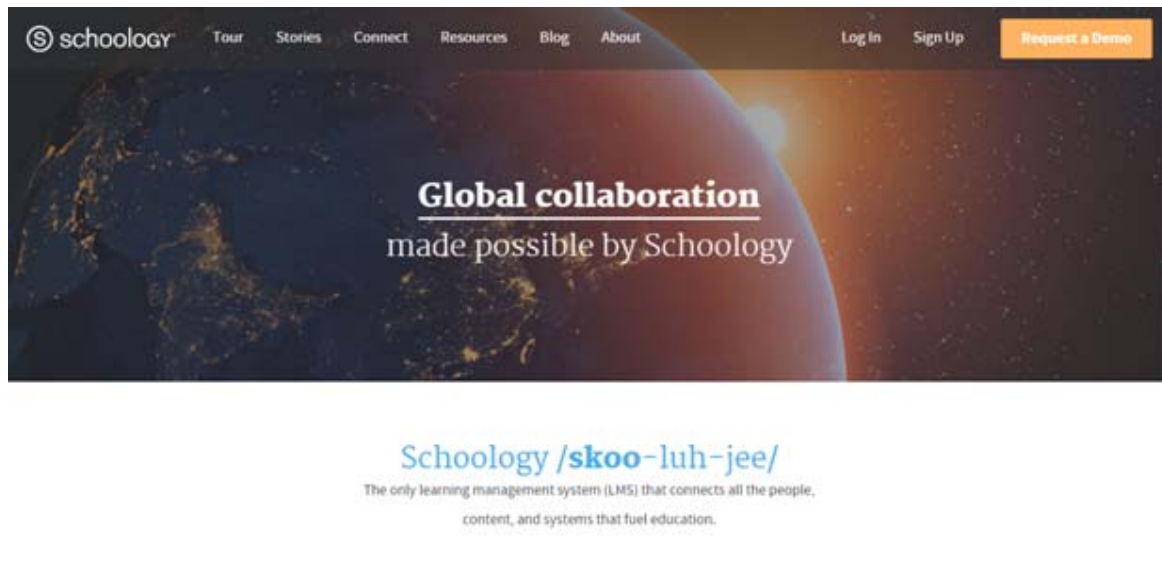 schoology Tour Stories Connect Resources Blog About Log In Sign Up Request a Demo
Global collaboration
made possible by Schoology
Schoology /skoo-luh-jee/
The only learning management system (LMS) that connects all the people,
content, and systems that fuel education.